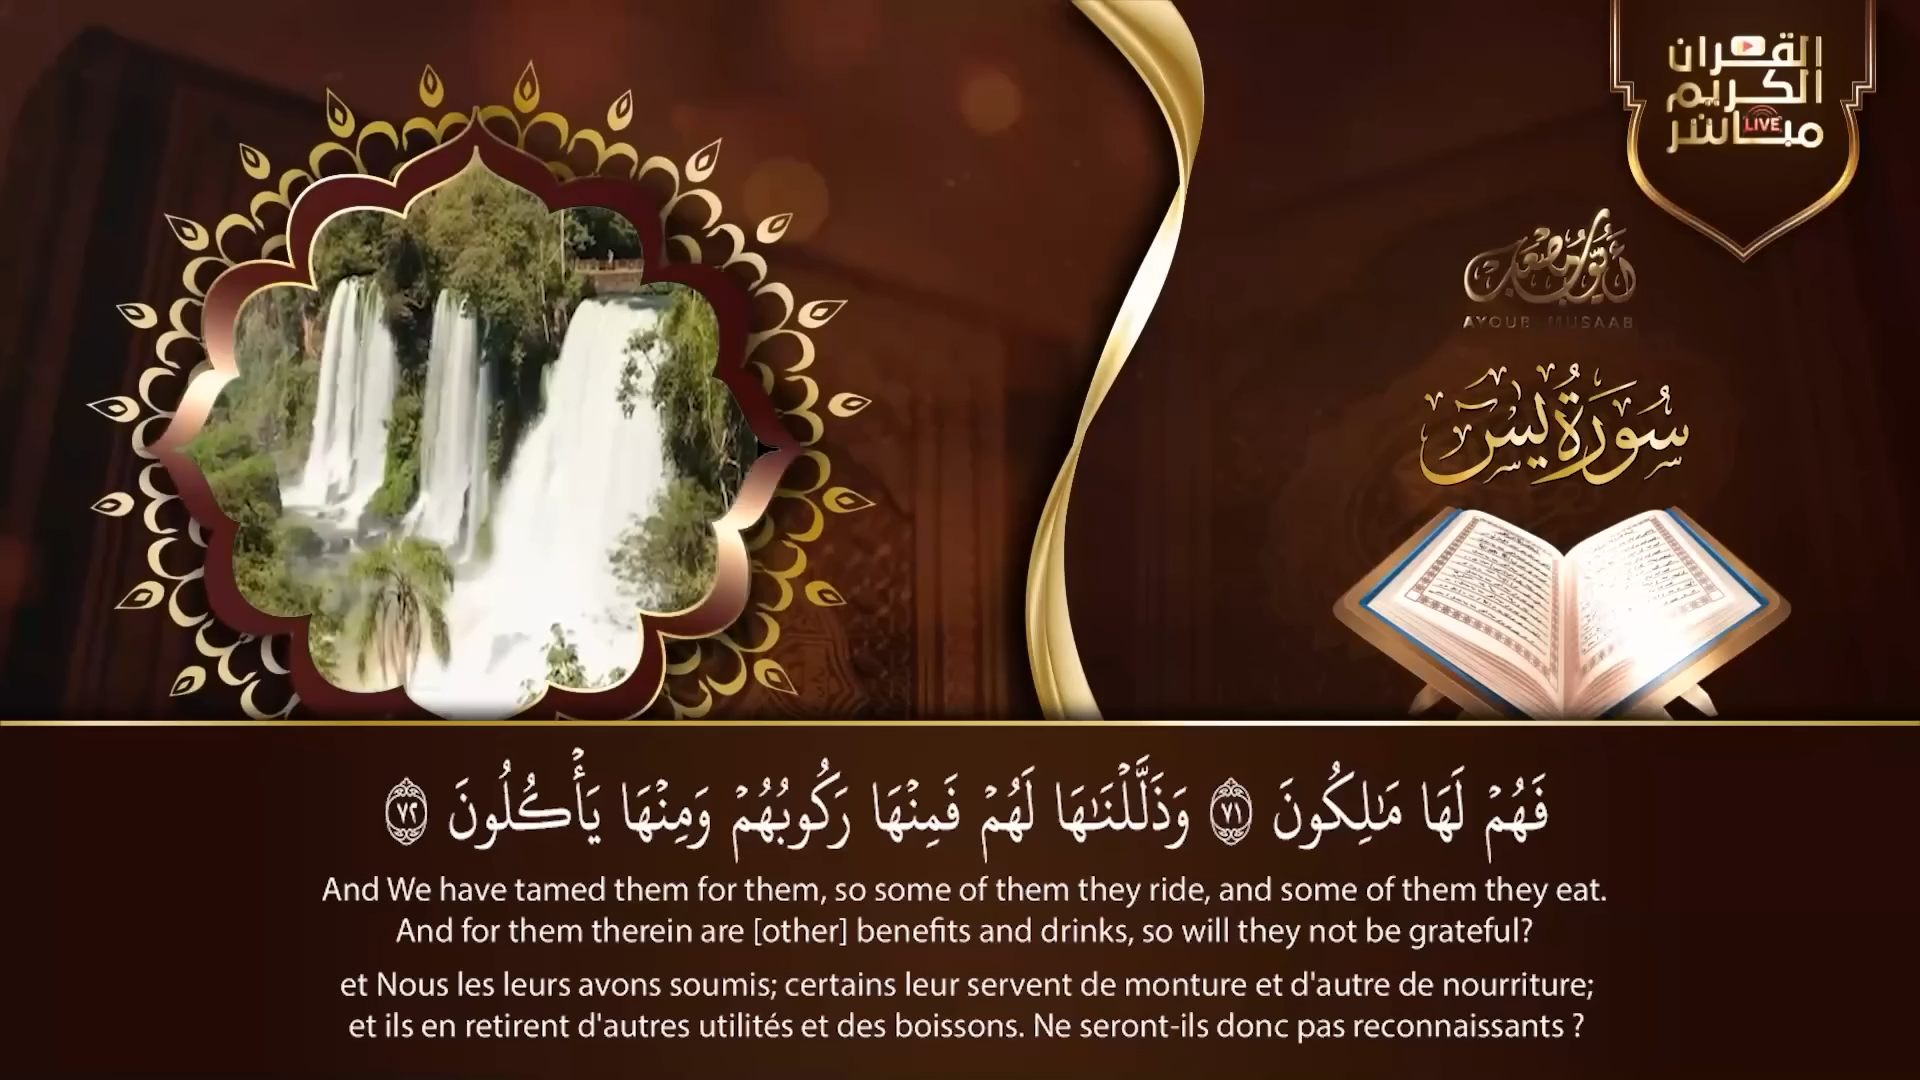 القرآن
الكريم
مباشر
LIVE
أيوب مصعب
AYOUB MUSAAB
سُورَةُ يسٓ
فَهُمۡ لَهَا مَٰلِكُونَ ٧١ وَذَلَّلۡنَٰهَا لَهُمۡ فَمِنۡهَا رَكُوبُهُمۡ وَمِنۡهَا يَأۡكُلُونَ ٧٢
And We have tamed them for them, so some of them they ride, and some of them they eat.
And for them therein are [other] benefits and drinks, so will they not be grateful?
et Nous les leurs avons soumis; certains leur servent de monture et d'autre de nourriture;
et ils en retirent d'autres utilités et des boissons. Ne seront-ils donc pas reconnaissants ?